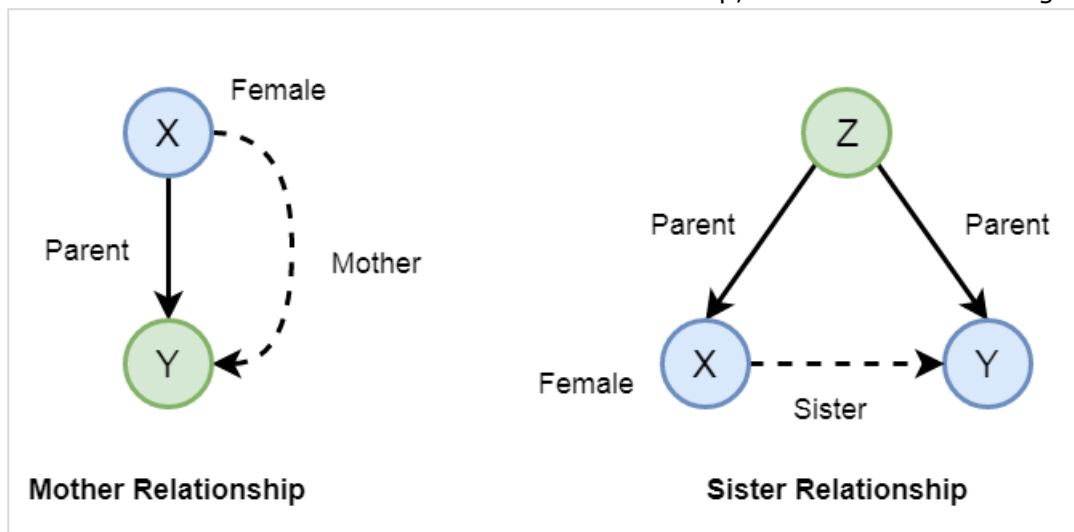 Female
X
Parent
Mother
Y
Mother Relationship
Z
Parent
Parent
X
Y
Female
Sister
Sister Relationship